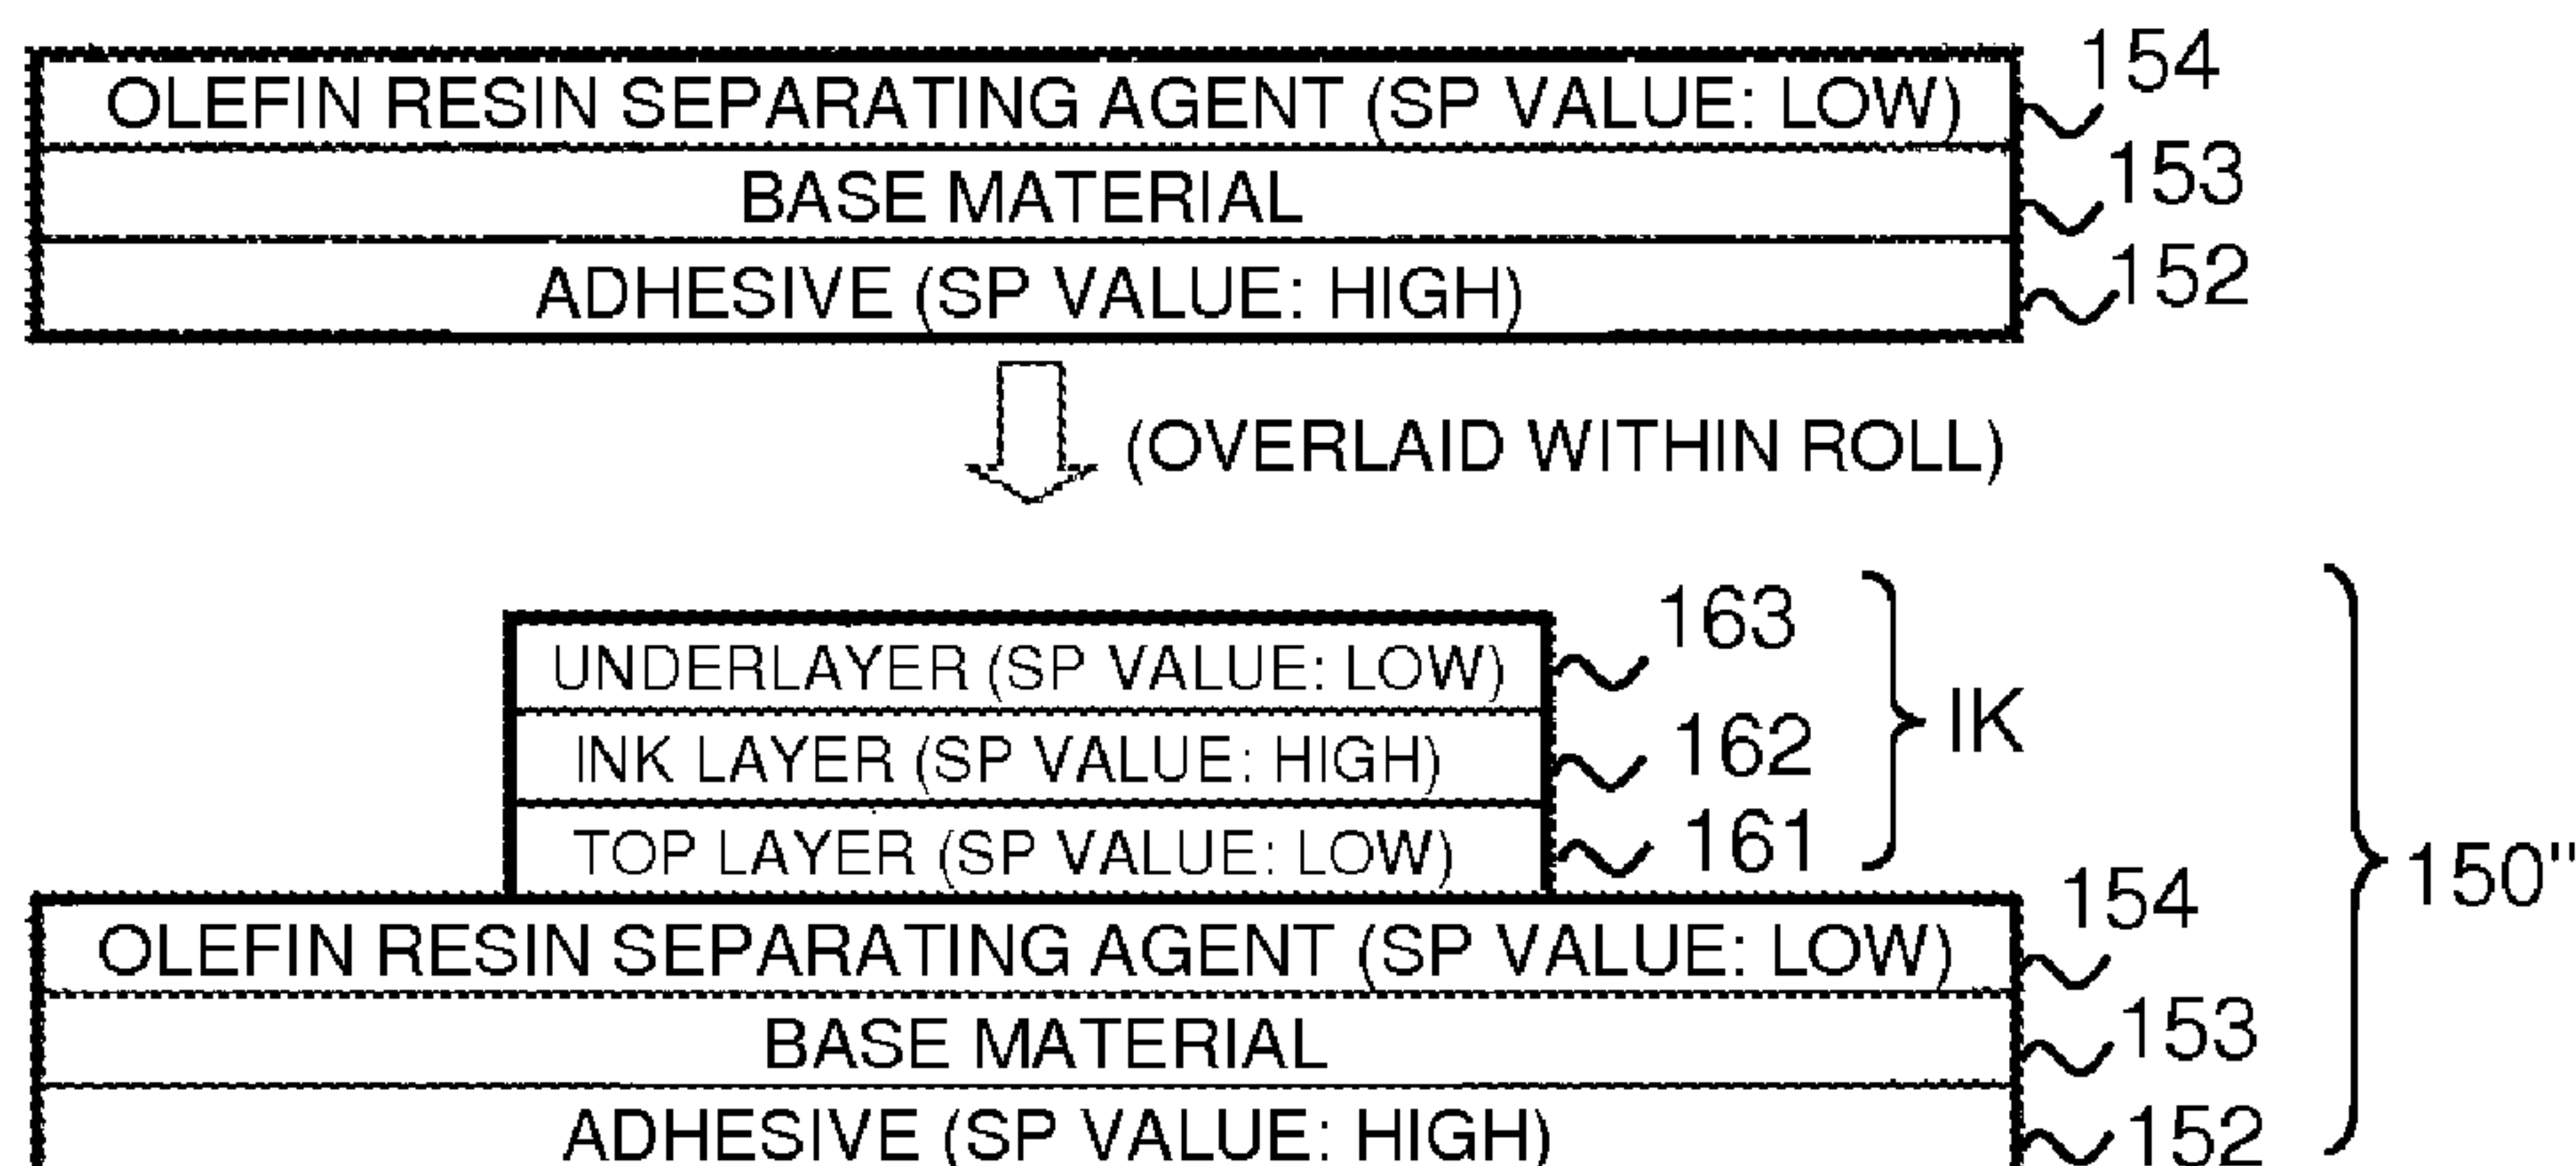 OLEFIN RESIN SEPARATING AGENT (SP VALUE: LOW) 154
BASE MATERIAL 153
ADHESIVE (SP VALUE: HIGH) 152
(OVERLAID WITHIN ROLL)
UNDERLAYER (SP VALUE: LOW) 163
INK LAYER (SP VALUE: HIGH) 162
IK
TOP LAYER (SP VALUE: LOW) 161
150"
OLEFIN RESIN SEPARATING AGENT (SP VALUE: LOW) 154
BASE MATERIAL 153
ADHESIVE (SP VALUE: HIGH) 152